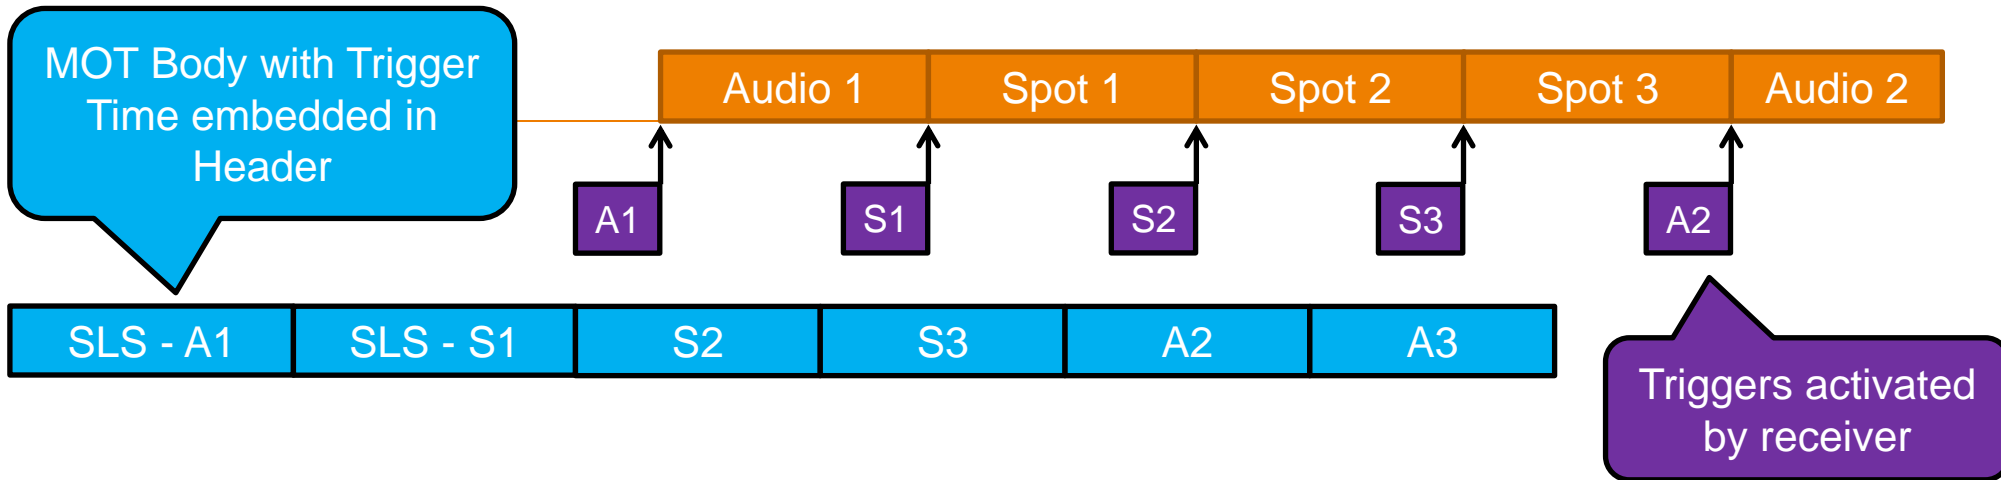 MOT Body with Trigger
Time embedded in
Header
Audio 1 Spot 1 Spot 2 Spot 3 Audio 2
A1 S1 S2 S3 A2
SLS - A1 SLS - S1 S2 S3 A2 A3
Triggers activated
by receiver